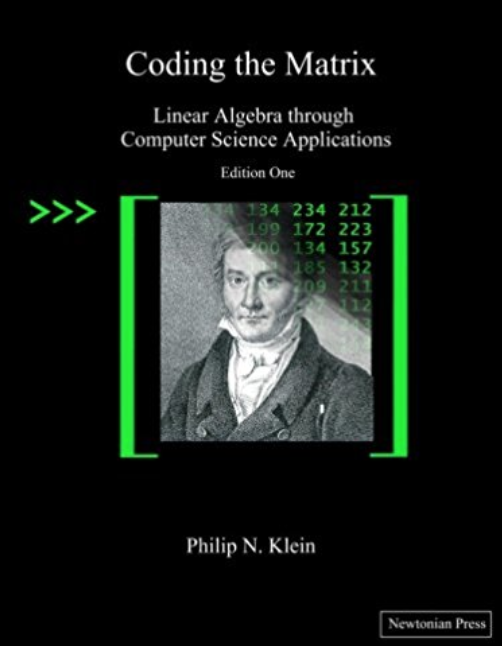 Coding the Matrix
Linear Algebra through
Computer Science Applications
Edition One
>>>
134 234 212
199 172 223
200 134 157
185 132
209 211
112
Philip N. Klein
Newtonian Press